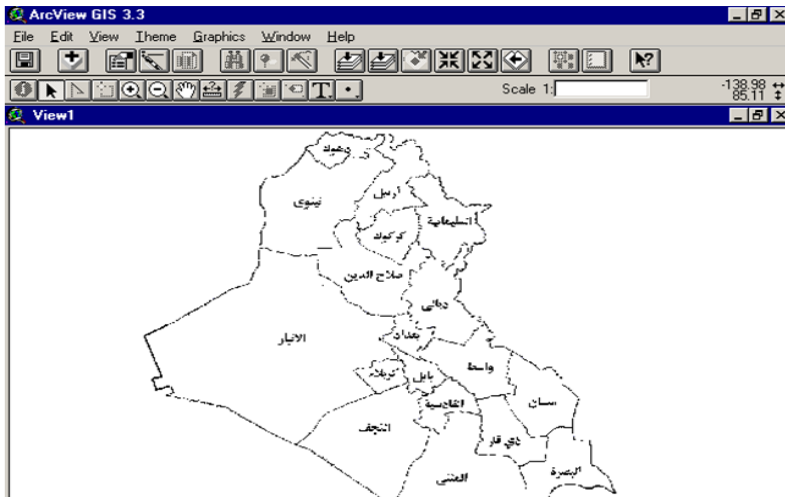 ArcView GIS 3.3
File Edit View Theme Graphics Window Help
Scale 1:
-138.98
85.11
View1
دهوك
نينوى
اربيل
السليمانية
كركوك
صلاح الدين
ديالى
الانبار
بغداد
واسط
كربلاء
بابل
القادسية
ميسان
النجف
ذي قار
المثنى
البصرة